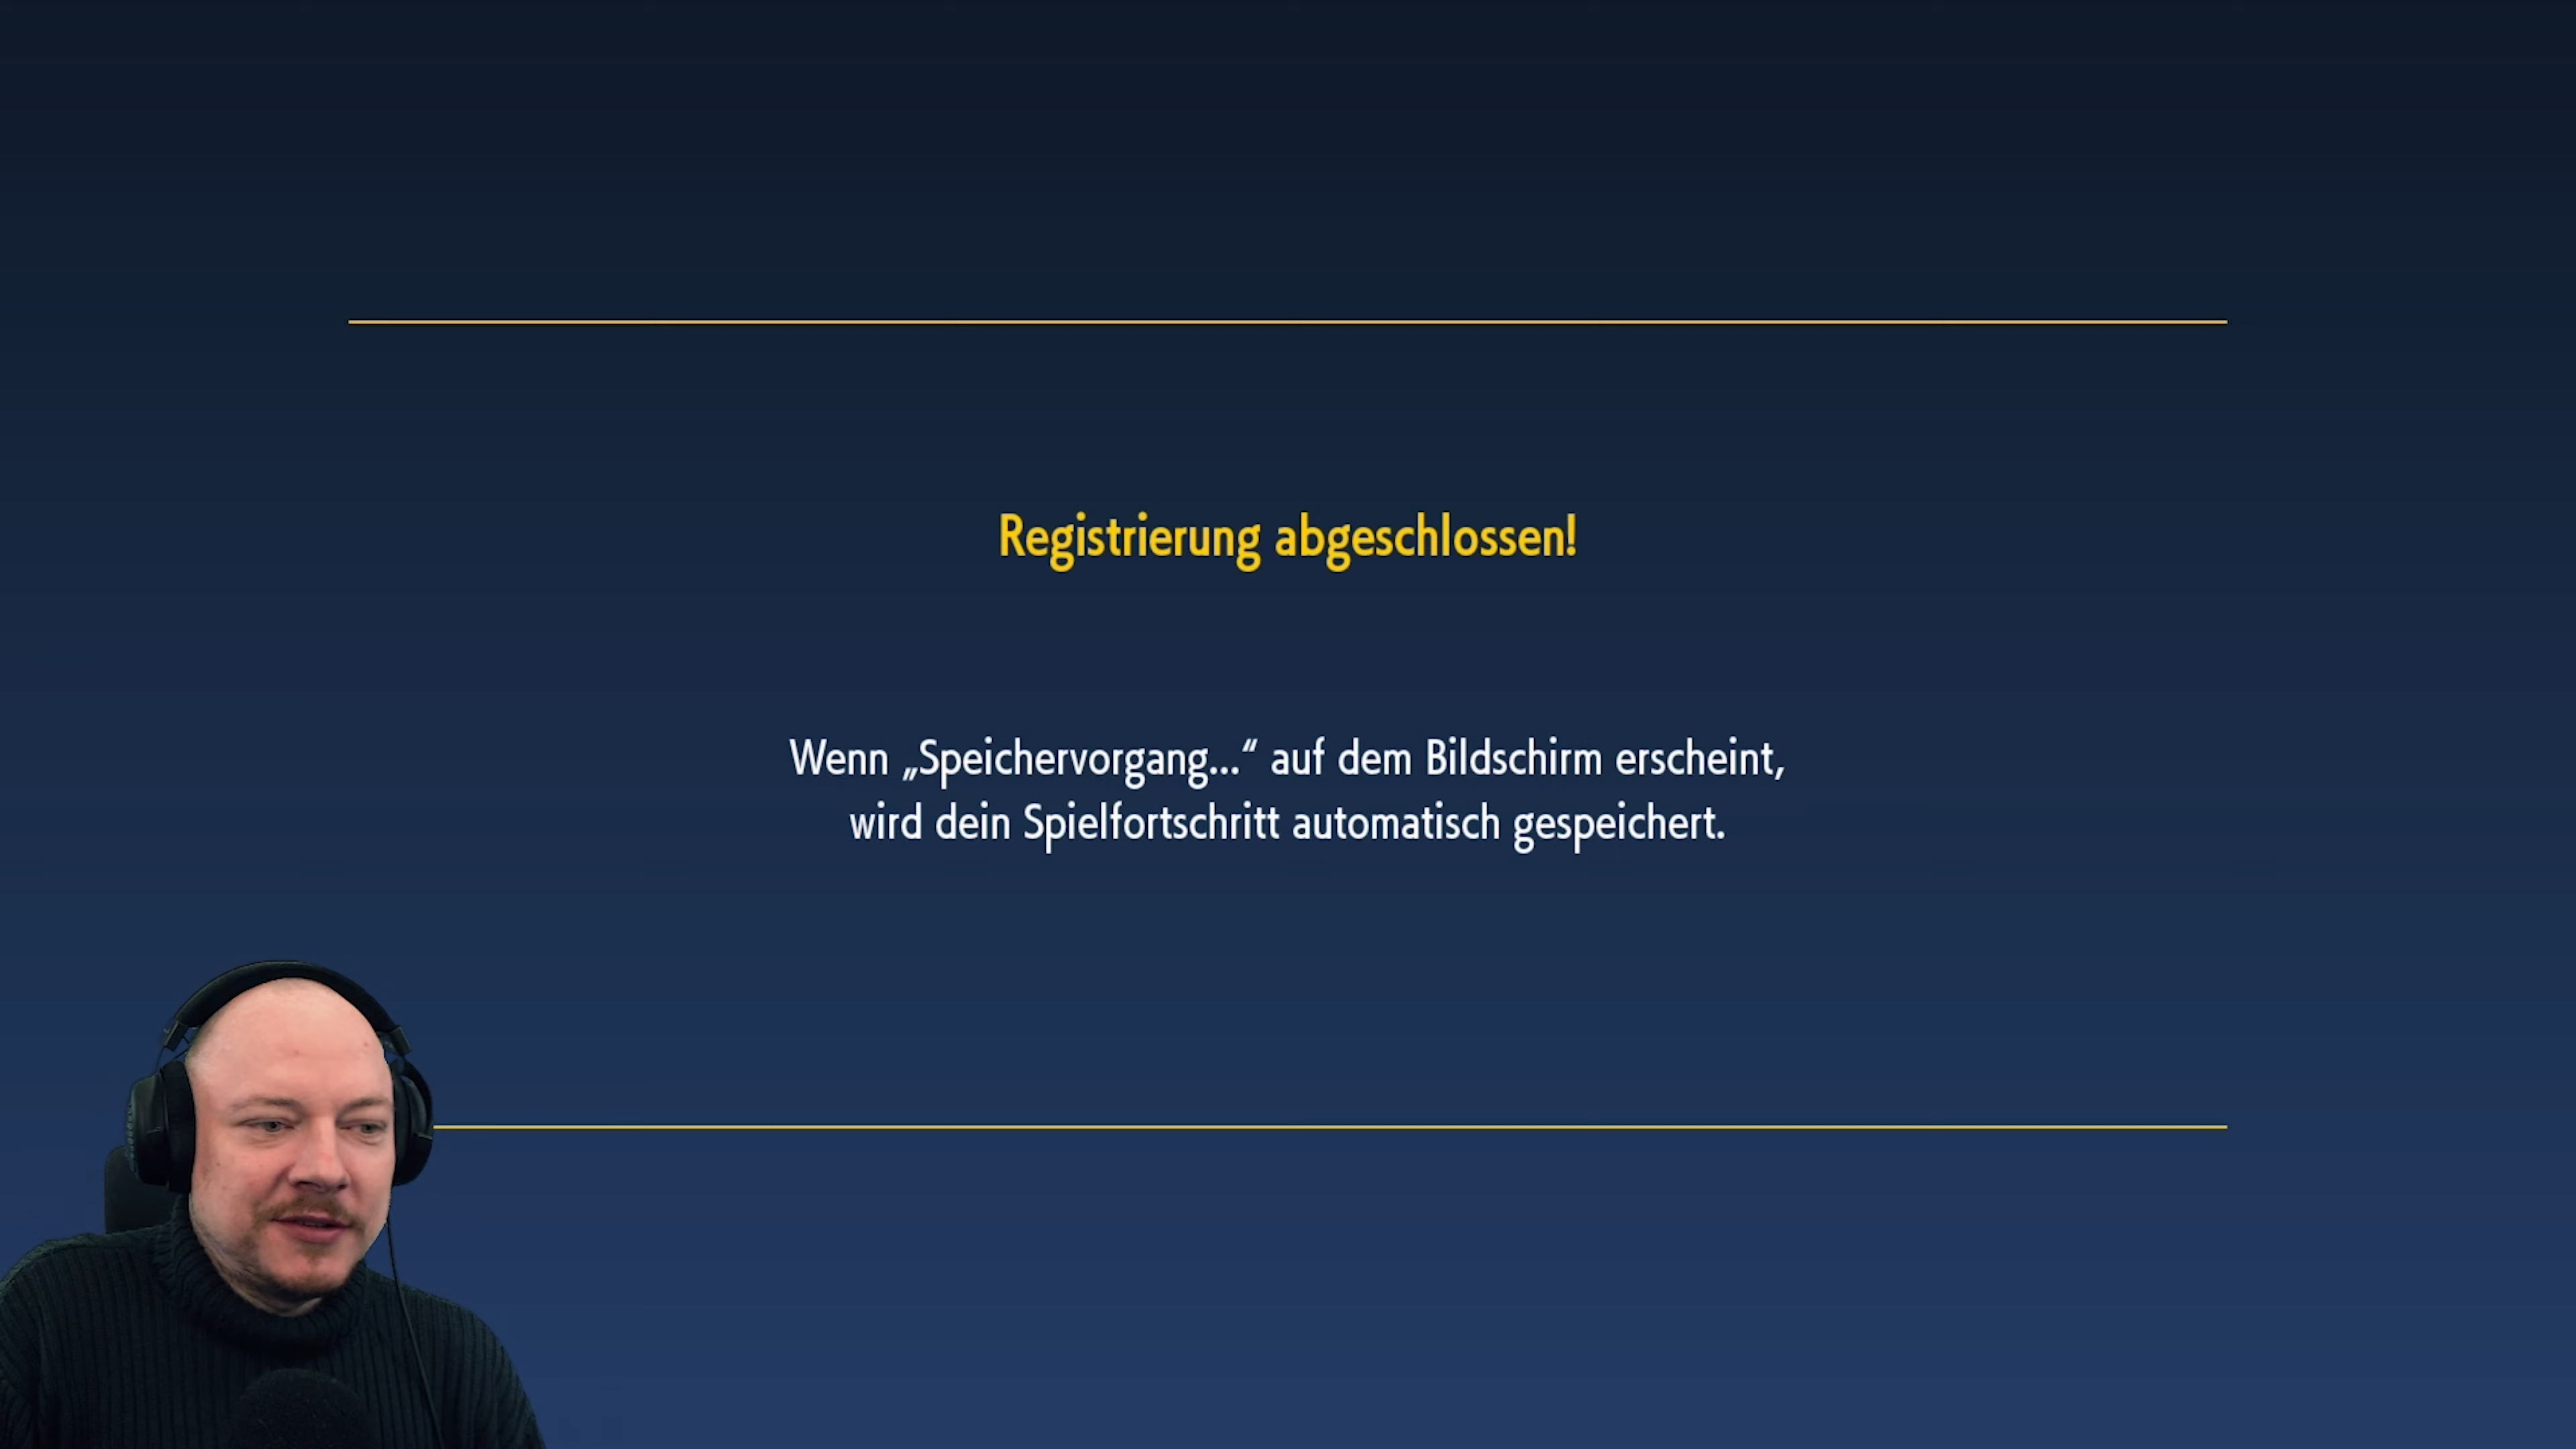 Registrierung abgeschlossen!
Wenn „Speichervorgang...“ auf dem Bildschirm erscheint,
wird dein Spielfortschritt automatisch gespeichert.